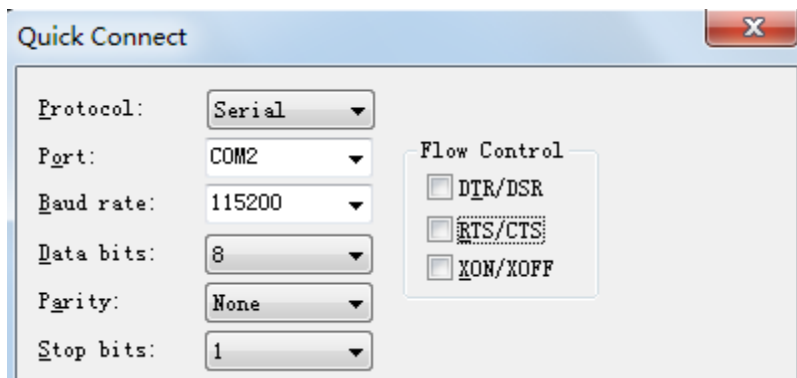 Quick Connect
Protocol: Serial
Port: COM2
Baud rate: 115200
Data bits: 8
Parity: None
Stop bits: 1
Flow Control
DTR/DSR
RTS/CTS
XON/XOFF